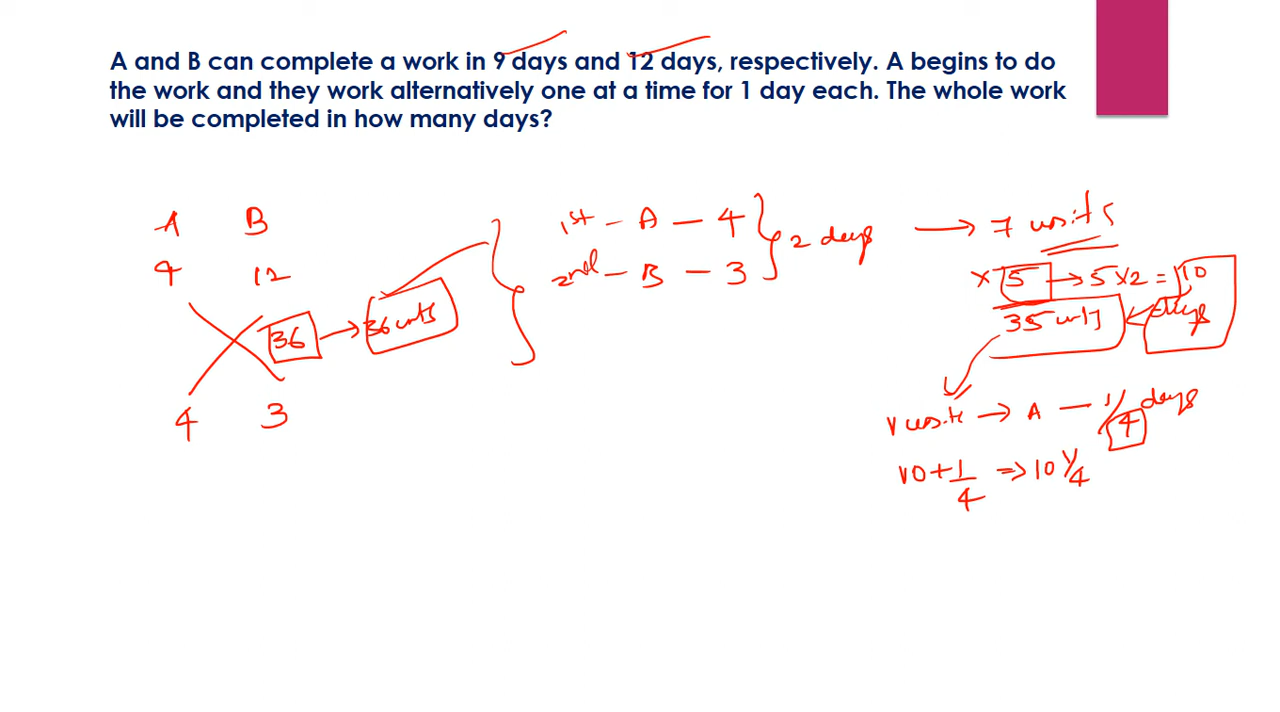 A and B can complete a work in 9 days and 12 days, respectively. A begins to do
the work and they work alternatively one at a time for 1 day each. The whole work
will be completed in how many days?
A B
4 12
36 → 36 units
4 3
1st - A - 4
2nd - B - 3
2 days → 7 units
× 5 → 5×2 = 10
35 units ← days
1 unit → A - 1/4 days
10 + 1/4 ⇒ 10 1/4